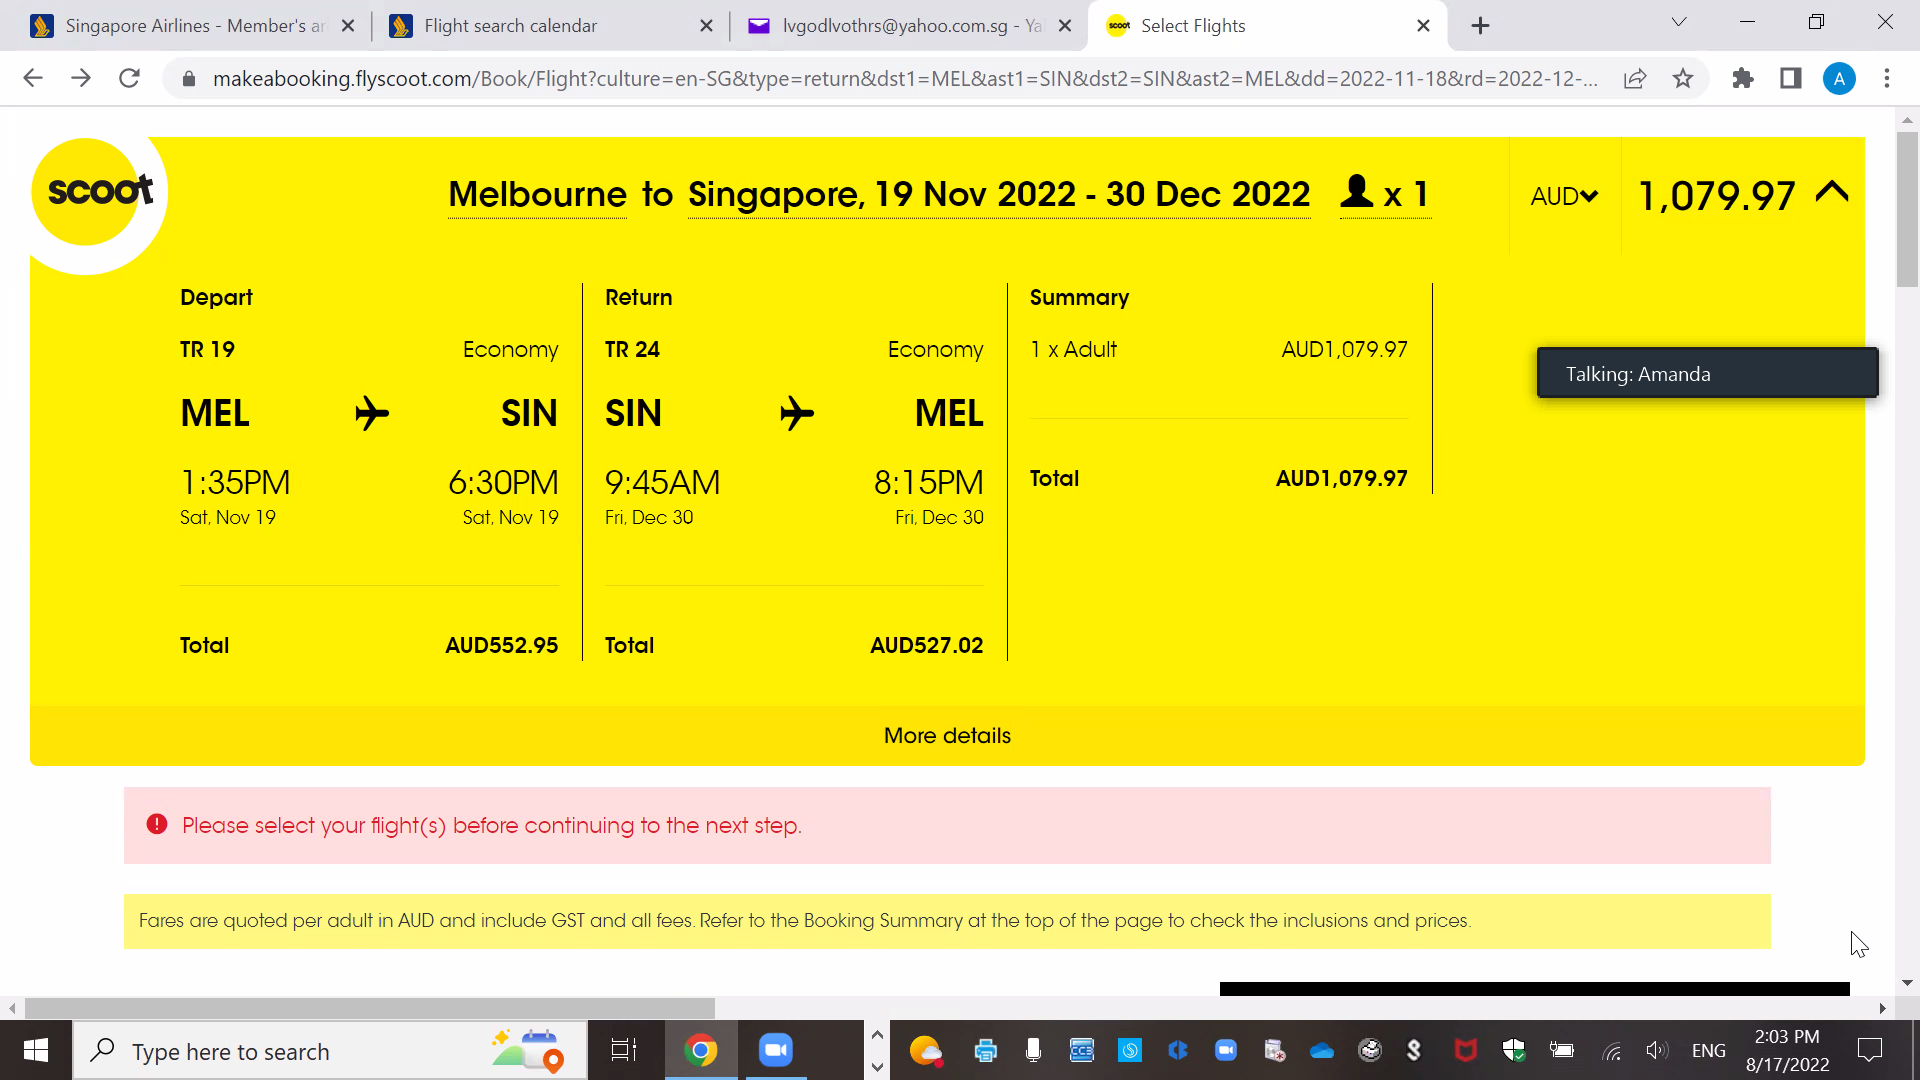 Singapore Airlines - Member's ar
Flight search calendar
lvgodlvothrs@yahoo.com.sg - Ya
scoot
Select Flights
makeabooking.flyscoot.com/Book/Flight?culture=en-SG&type=return&dst1=MEL&ast1=SIN&dst2=SIN&ast2=MEL&dd=2022-11-18&rd=2022-12-...
A
scoot
Melbourne to Singapore, 19 Nov 2022 - 30 Dec 2022 x 1
AUD
1,079.97
Depart
Return
Summary
TR 19 Economy
TR 24 Economy
1 x Adult AUD1,079.97
Talking: Amanda
MEL SIN
SIN MEL
1:35PM 6:30PM
9:45AM 8:15PM
Total AUD1,079.97
Sat, Nov 19 Sat, Nov 19
Fri, Dec 30 Fri, Dec 30
Total AUD552.95
Total AUD527.02
More details
Please select your flight(s) before continuing to the next step.
Fares are quoted per adult in AUD and include GST and all fees. Refer to the Booking Summary at the top of the page to check the inclusions and prices.
Type here to search
CCE
ENG
2:03 PM
8/17/2022